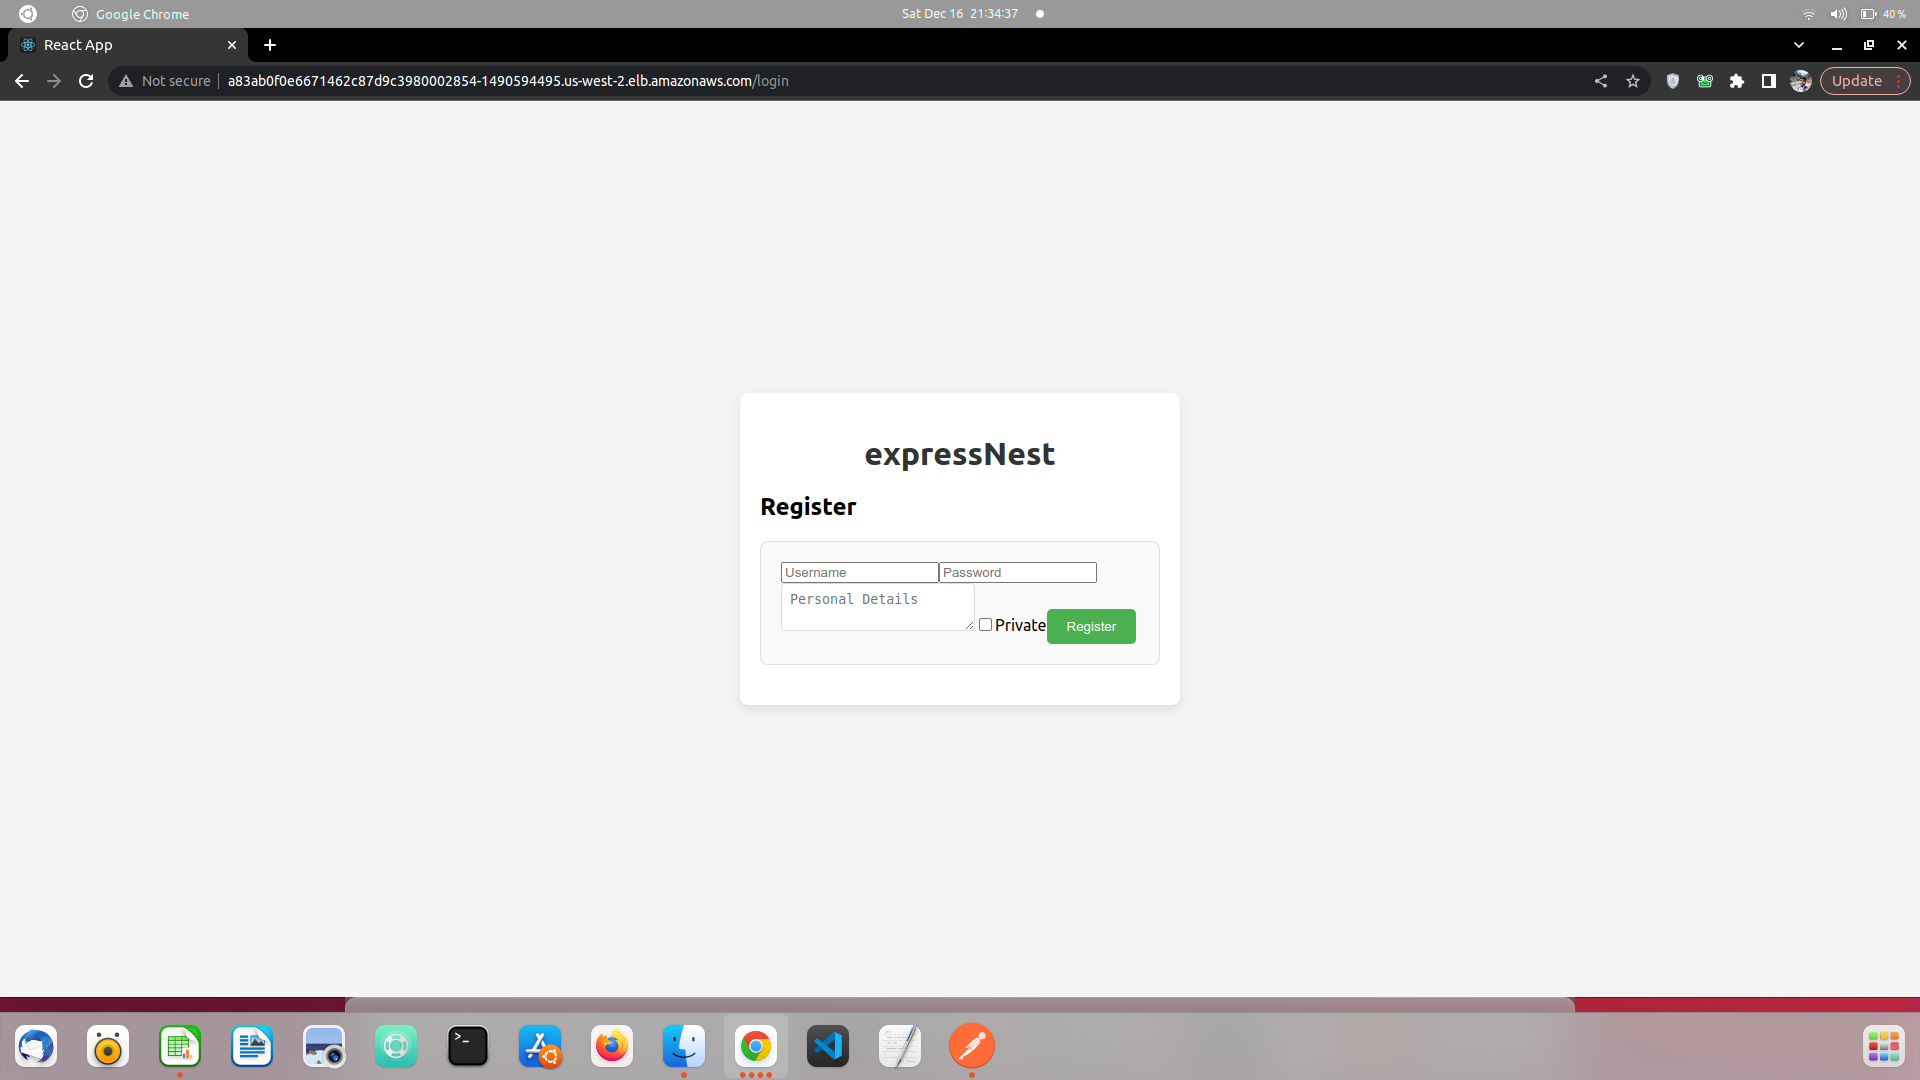 Google Chrome
Sat Dec 16 21:34:37
40 %
React App
Not secure
a83ab0f0e6671462c87d9c3980002854-1490594495.us-west-2.elb.amazonaws.com/login
Update
expressNest
Register
Username
Password
Personal Details
Private
Register
>_